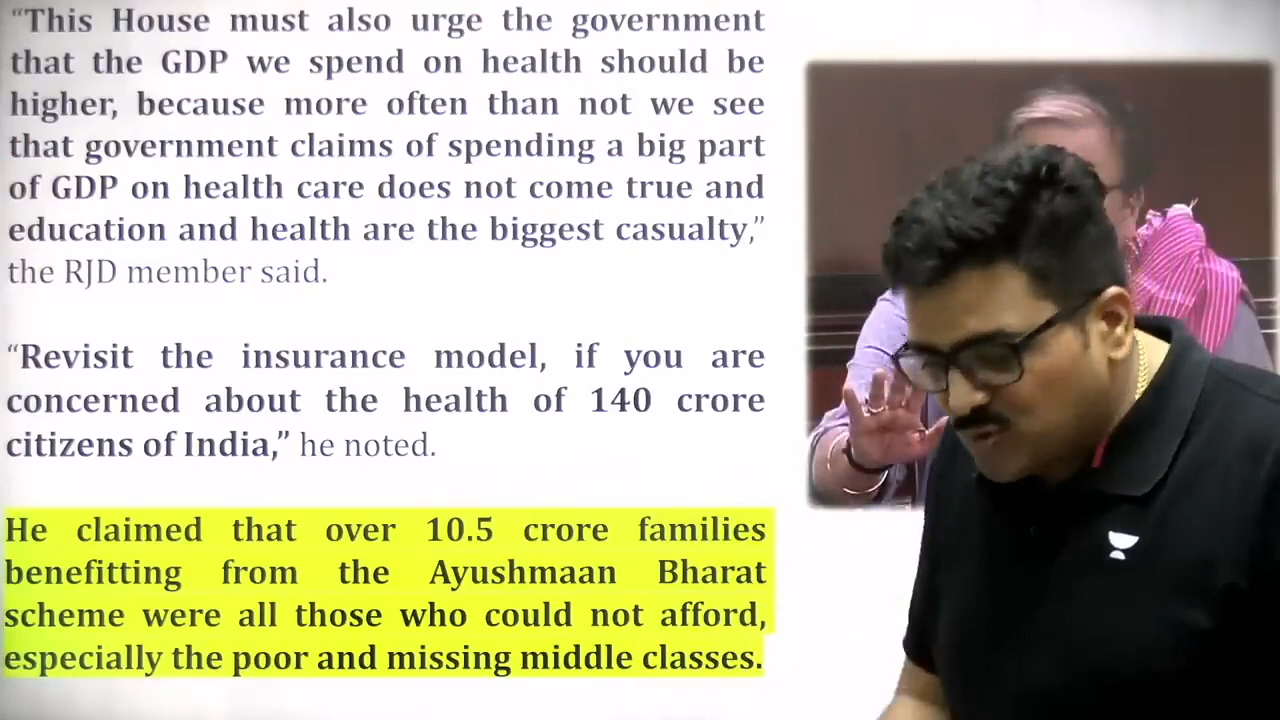 “This House must also urge the government
that the GDP we spend on health should be
higher, because more often than not we see
that government claims of spending a big part
of GDP on health care does not come true and
education and health are the biggest casualty,”
the RJD member said.
“Revisit the insurance model, if you are
concerned about the health of 140 crore
citizens of India,” he noted.
He claimed that over 10.5 crore families
benefitting from the Ayushmaan Bharat
scheme were all those who could not afford,
especially the poor and missing middle classes.